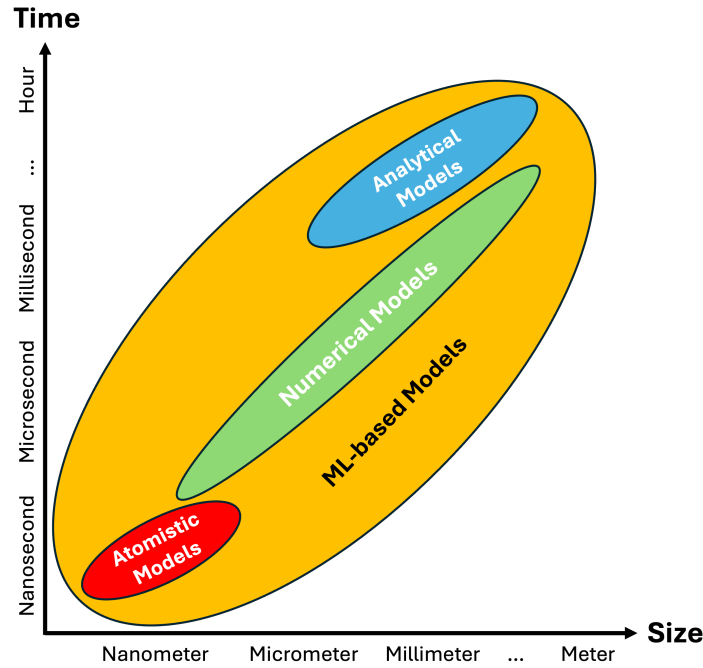 Time
Hour
...
Millisecond
Microsecond
Nanosecond
Analytical
Models
Numerical Models
ML-based Models
Atomistic
Models
Size
Nanometer
Micrometer
Millimeter
...
Meter